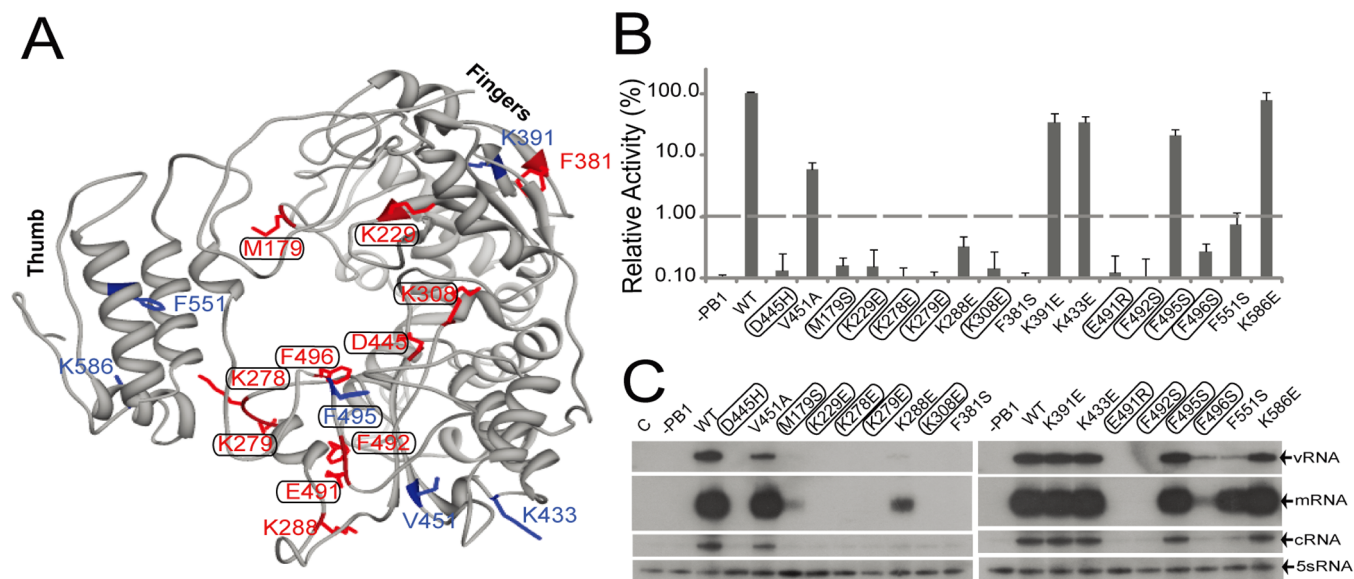 A
Fingers
K391
F381
Thumb
M179
K229
F551
K308
D445
K586
F496
K278
F495
K279
F492
E491
V451
K433
K288
B
Relative Activity (%)
100.0
10.0
1.00
0.10
-PB1 WT D445H V451A M179S K229E K278E K279E K288E K308E F381S K391E K433E E491R F492S F495S F496S F551S K586E
C
C -PB1 WT D445H V451A M179S K229E K278E K279E K288E K308E F381S
-PB1 WT K391E K433E E491R F492S F495S F496S F551S K586E
vRNA
mRNA
cRNA
5sRNA